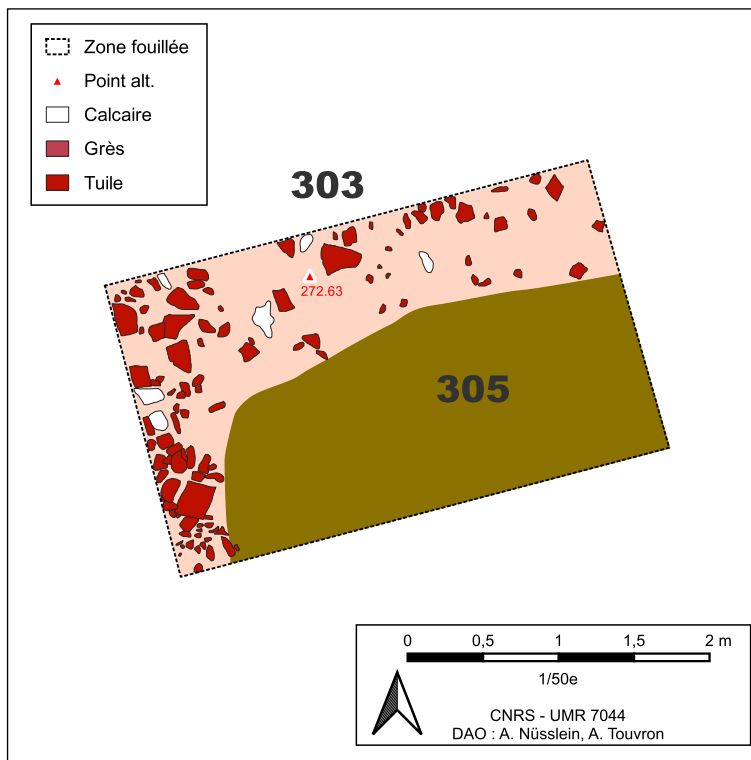 Zone fouillée
Point alt.
Calcaire
Grès
Tuile
303
272.63
305
0 0,5 1 1,5 2 m
1/50e
CNRS - UMR 7044
DAO : A. Nüsslein, A. Touvron